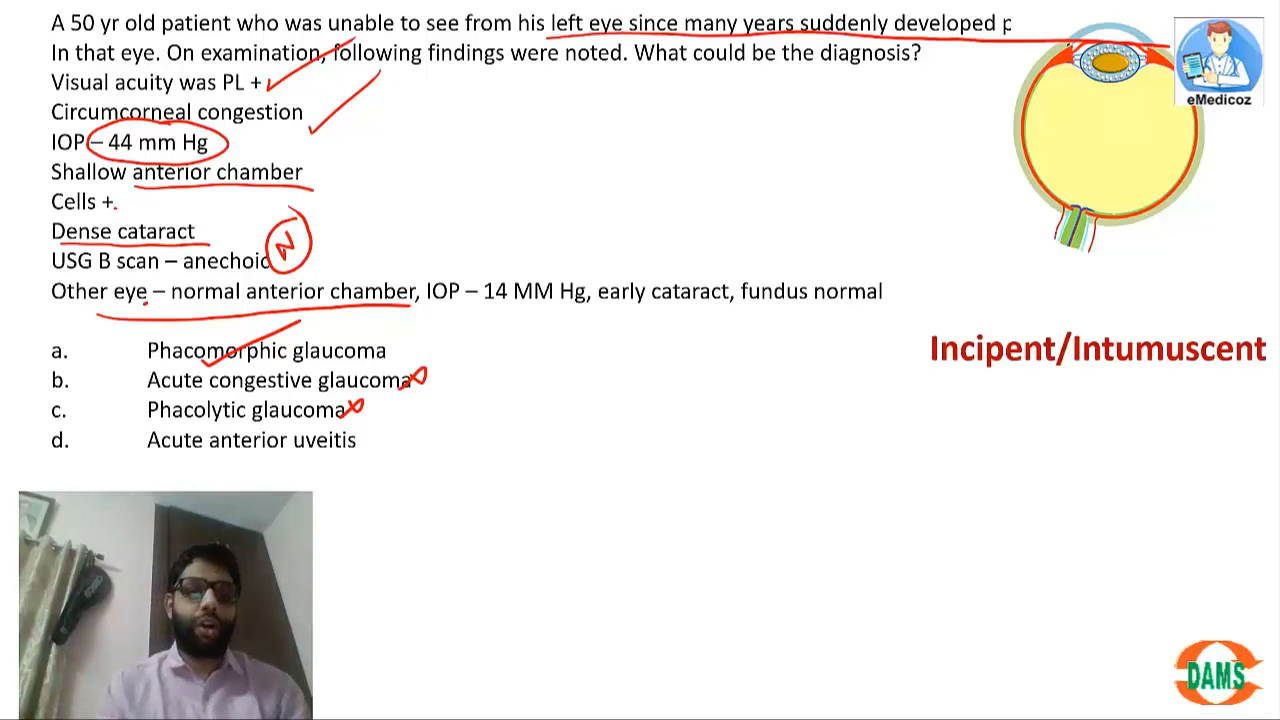 A 50 yr old patient who was unable to see from his left eye since many years suddenly developed p
In that eye. On examination, following findings were noted. What could be the diagnosis?
Visual acuity was PL +
Circumcorneal congestion
IOP – 44 mm Hg
Shallow anterior chamber
Cells +
Dense cataract
N
USG B scan – anechoic
Other eye – normal anterior chamber, IOP – 14 MM Hg, early cataract, fundus normal
a. Phacomorphic glaucoma
b. Acute congestive glaucoma
c. Phacolytic glaucoma
d. Acute anterior uveitis
eMedicoz
Incipent/Intumuscent
DAMS